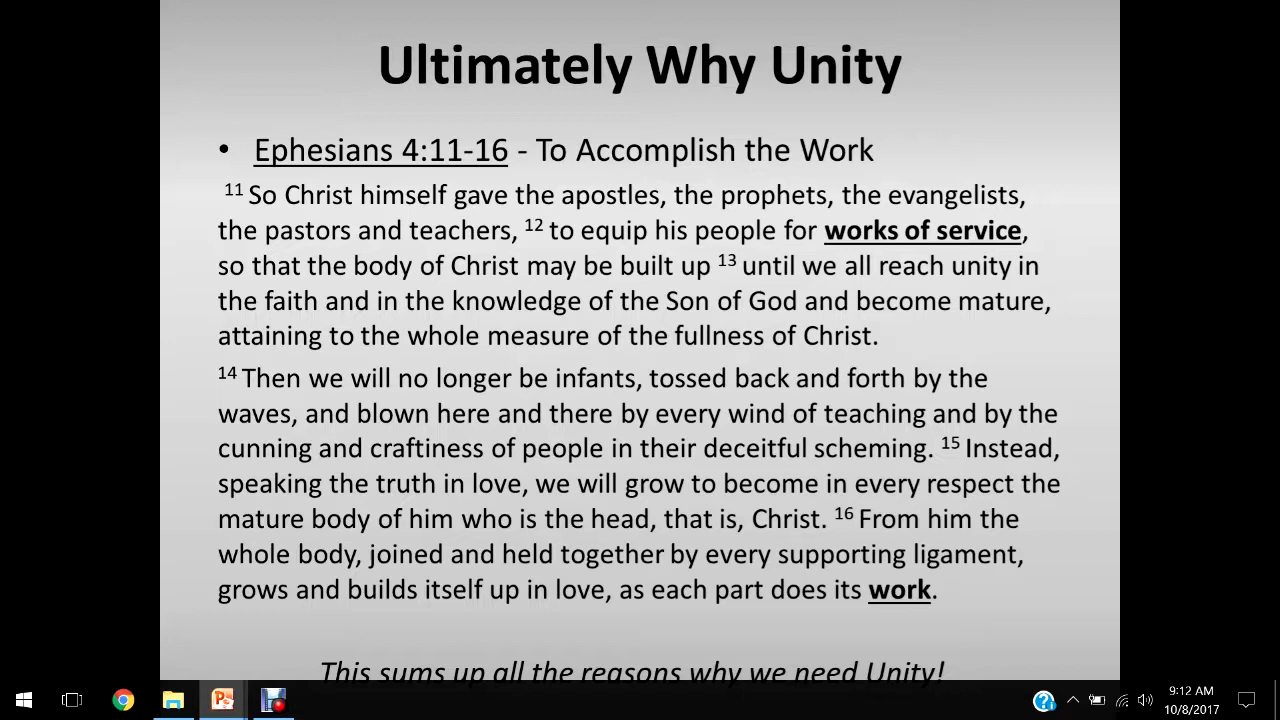 Ultimately Why Unity
• Ephesians 4:11-16 - To Accomplish the Work
11 So Christ himself gave the apostles, the prophets, the evangelists,
the pastors and teachers, 12 to equip his people for works of service,
so that the body of Christ may be built up 13 until we all reach unity in
the faith and in the knowledge of the Son of God and become mature,
attaining to the whole measure of the fullness of Christ.
14 Then we will no longer be infants, tossed back and forth by the
waves, and blown here and there by every wind of teaching and by the
cunning and craftiness of people in their deceitful scheming. 15 Instead,
speaking the truth in love, we will grow to become in every respect the
mature body of him who is the head, that is, Christ. 16 From him the
whole body, joined and held together by every supporting ligament,
grows and builds itself up in love, as each part does its work.
This sums up all the reasons why we need Unity!
9:12 AM
10/8/2017